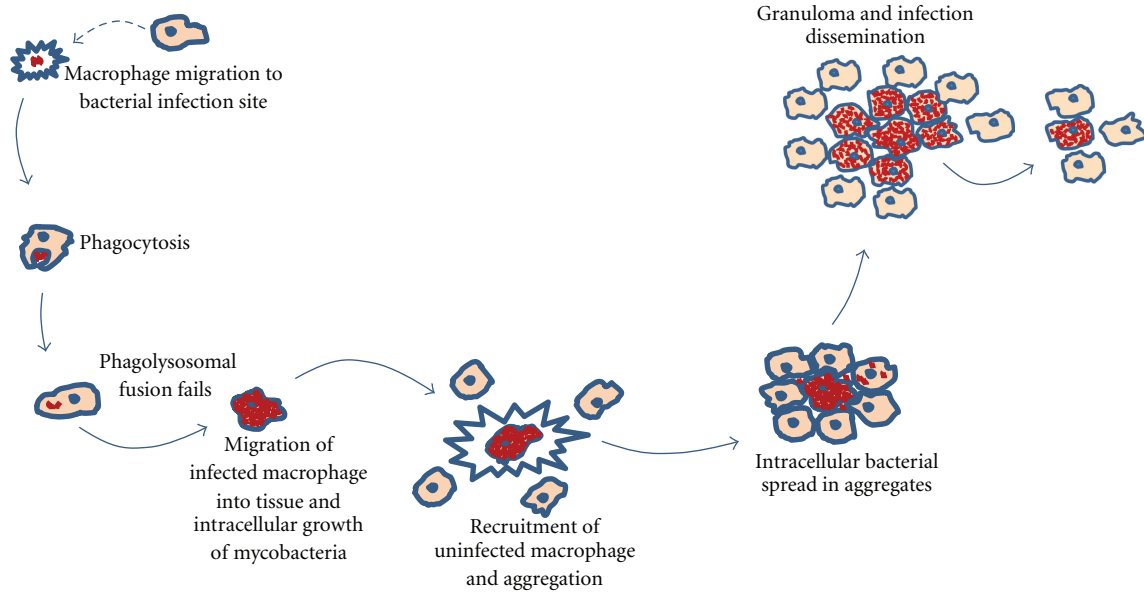 Macrophage migration to
bacterial infection site
Phagocytosis
Phagolysosomal
fusion fails
Migration of
infected macrophage
into tissue and
intracellular growth
of mycobacteria
Recruitment of
uninfected macrophage
and aggregation
Intracellular bacterial
spread in aggregates
Granuloma and infection
dissemination